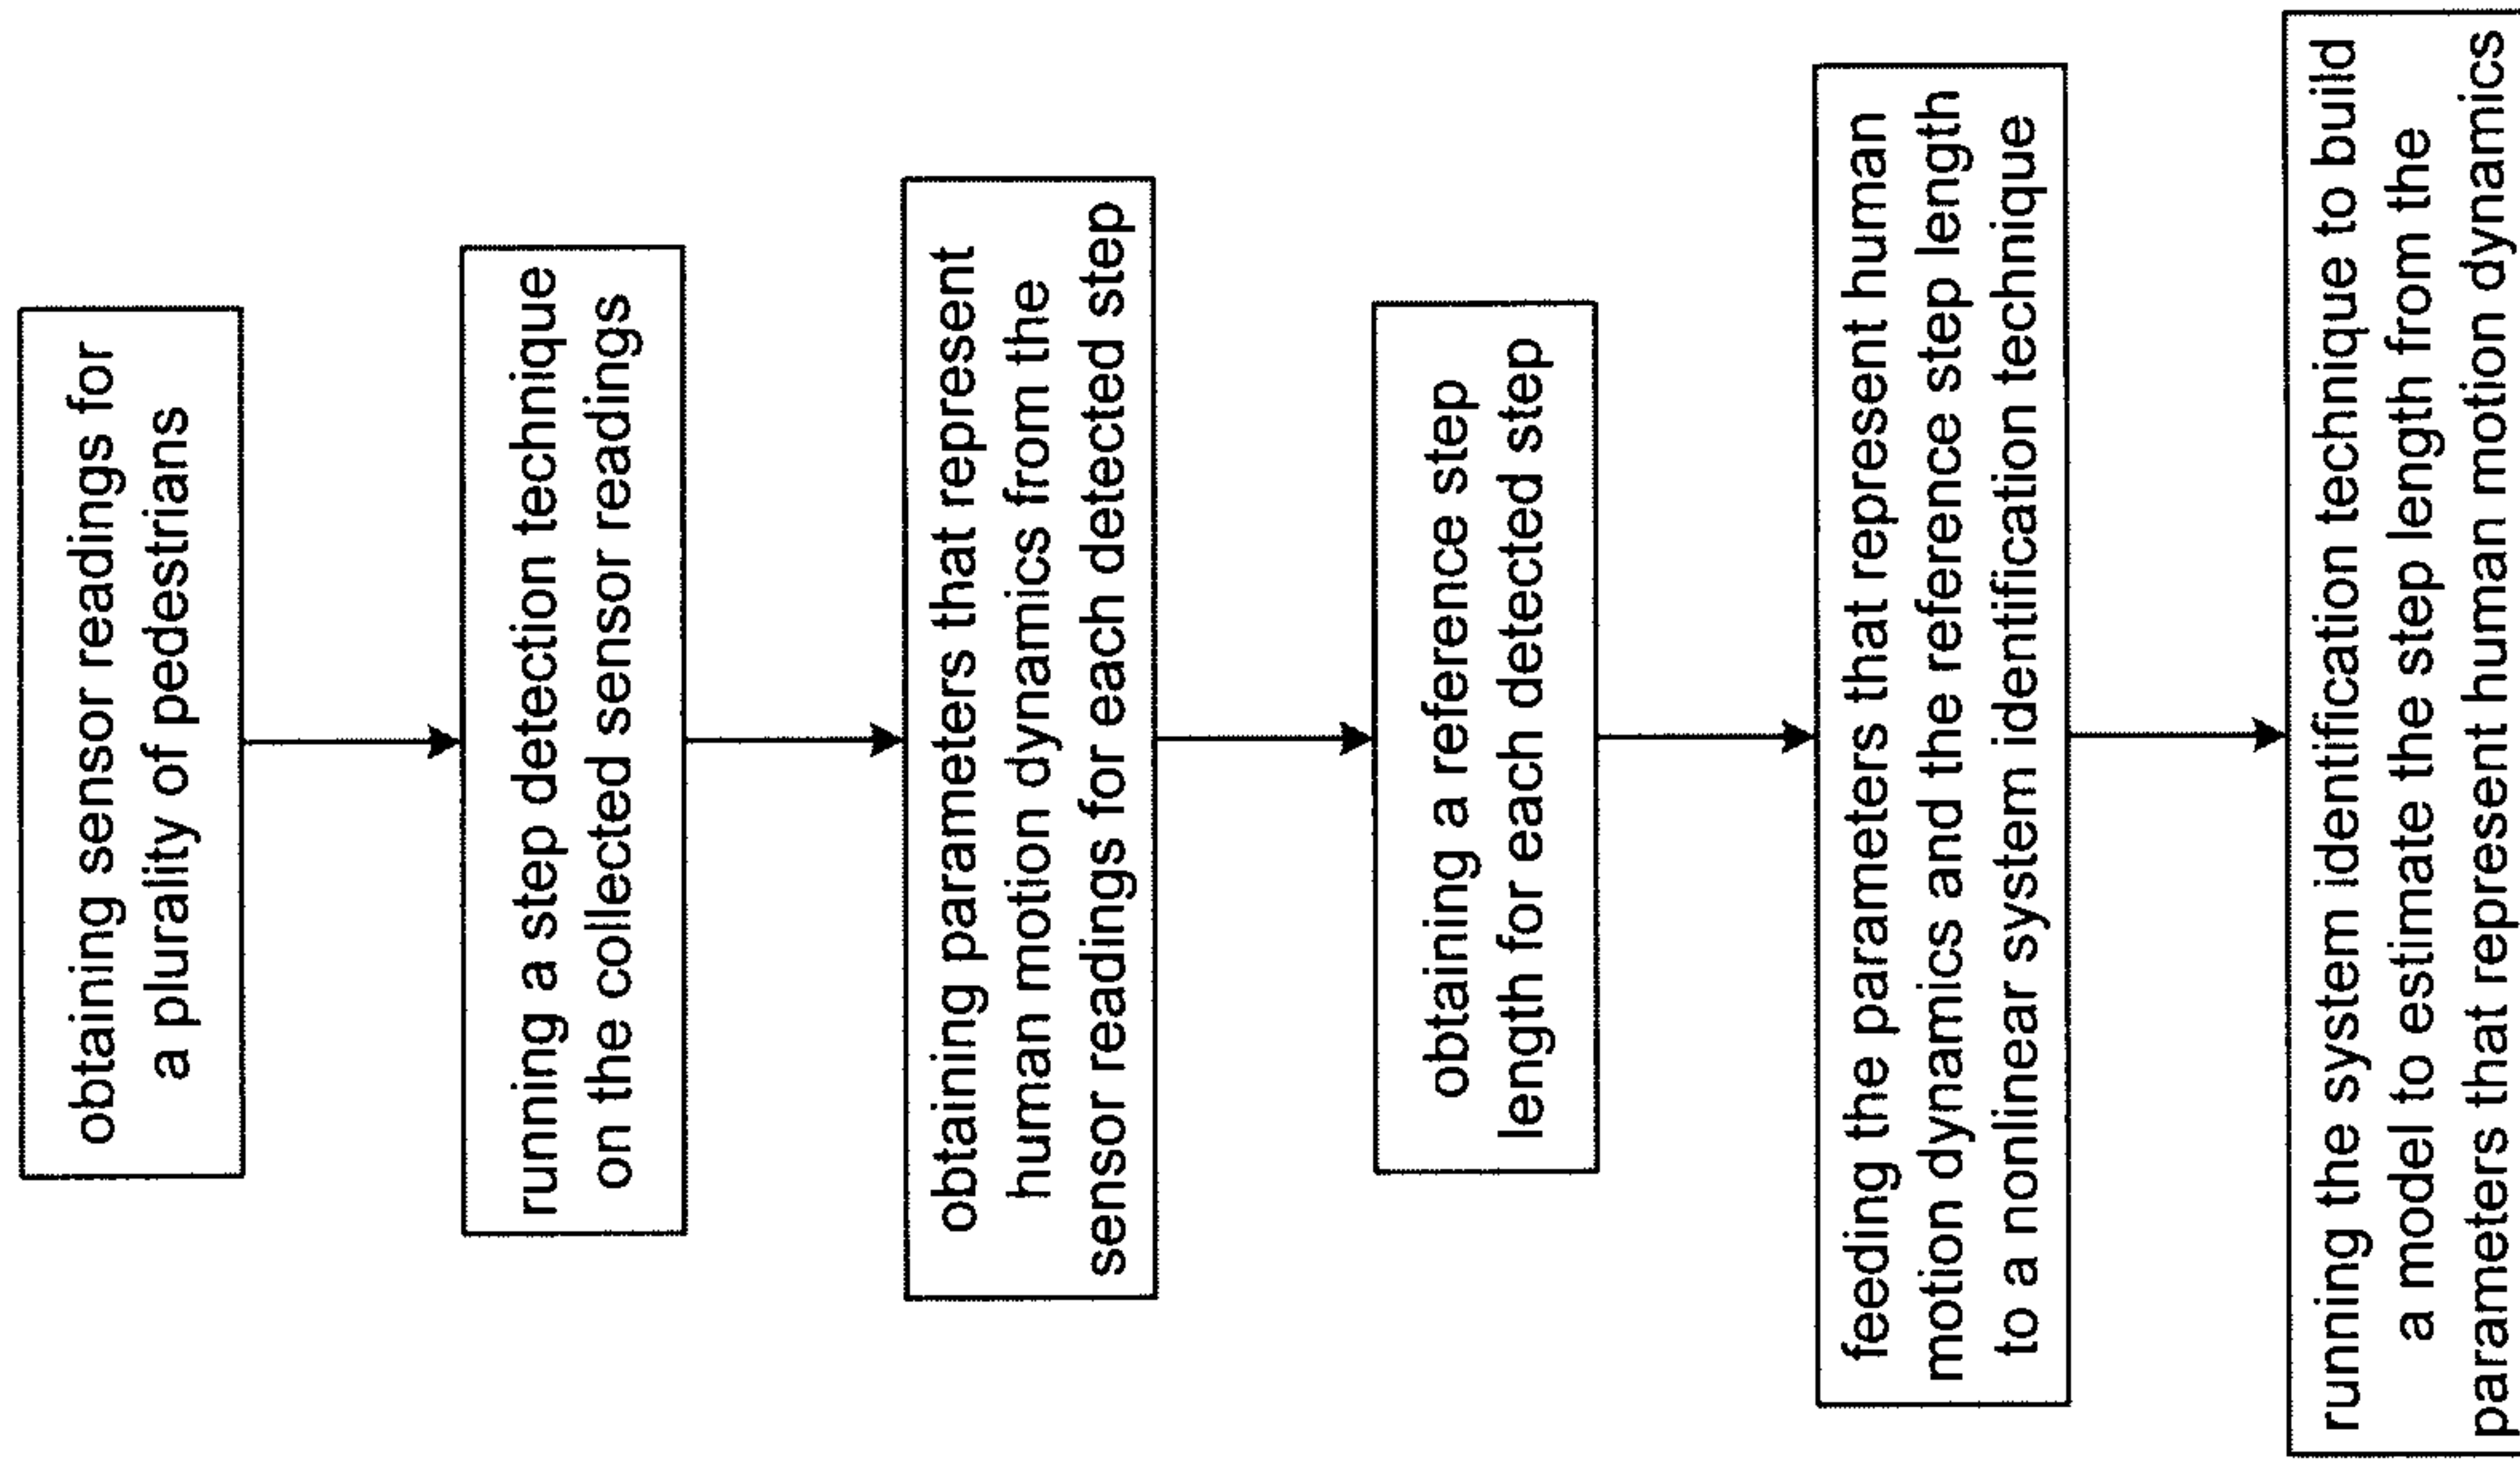 obtaining sensor readings for
a plurality of pedestrians
running a step detection technique
on the collected sensor readings
obtaining parameters that represent
human motion dynamics from the
sensor readings for each detected step
obtaining a reference step
length for each detected step
feeding the parameters that represent human
motion dynamics and the reference step length
to a nonlinear system identification technique
running the system identification technique to build
a model to estimate the step length from the
parameters that represent human motion dynamics